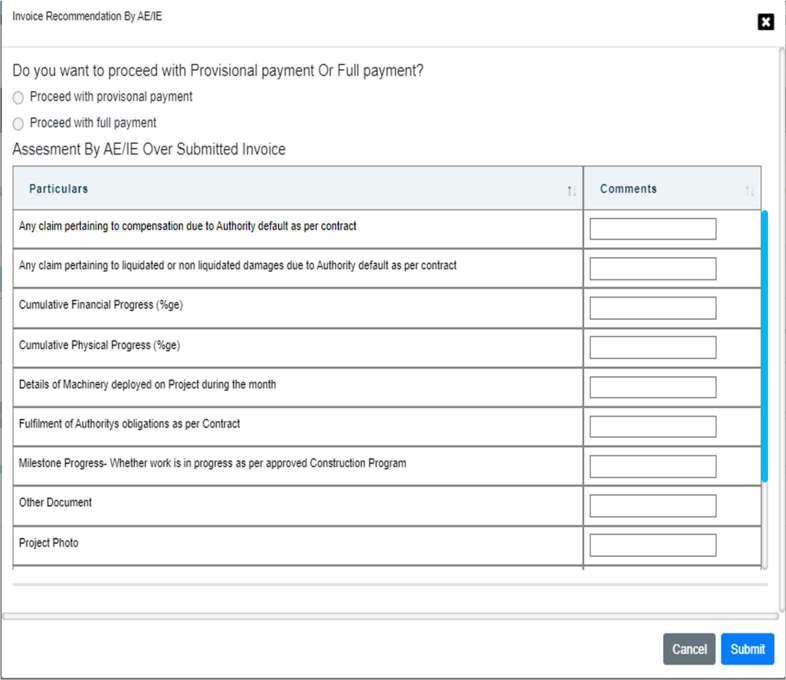 Invoice Recommendation By AE/IE
Do you want to proceed with Provisional payment Or Full payment?
Proceed with provisonal payment
Proceed with full payment
Assesment By AE/IE Over Submitted Invoice
Particulars Comments
Any claim pertaining to compensation due to Authority default as per contract
Any claim pertaining to liquidated or non liquidated damages due to Authority default as per contract
Cumulative Financial Progress (%ge)
Cumulative Physical Progress (%ge)
Details of Machinery deployed on Project during the month
Fulfilment of Authoritys obligations as per Contract
Milestone Progress- Whether work is in progress as per approved Construction Program
Other Document
Project Photo
Cancel Submit